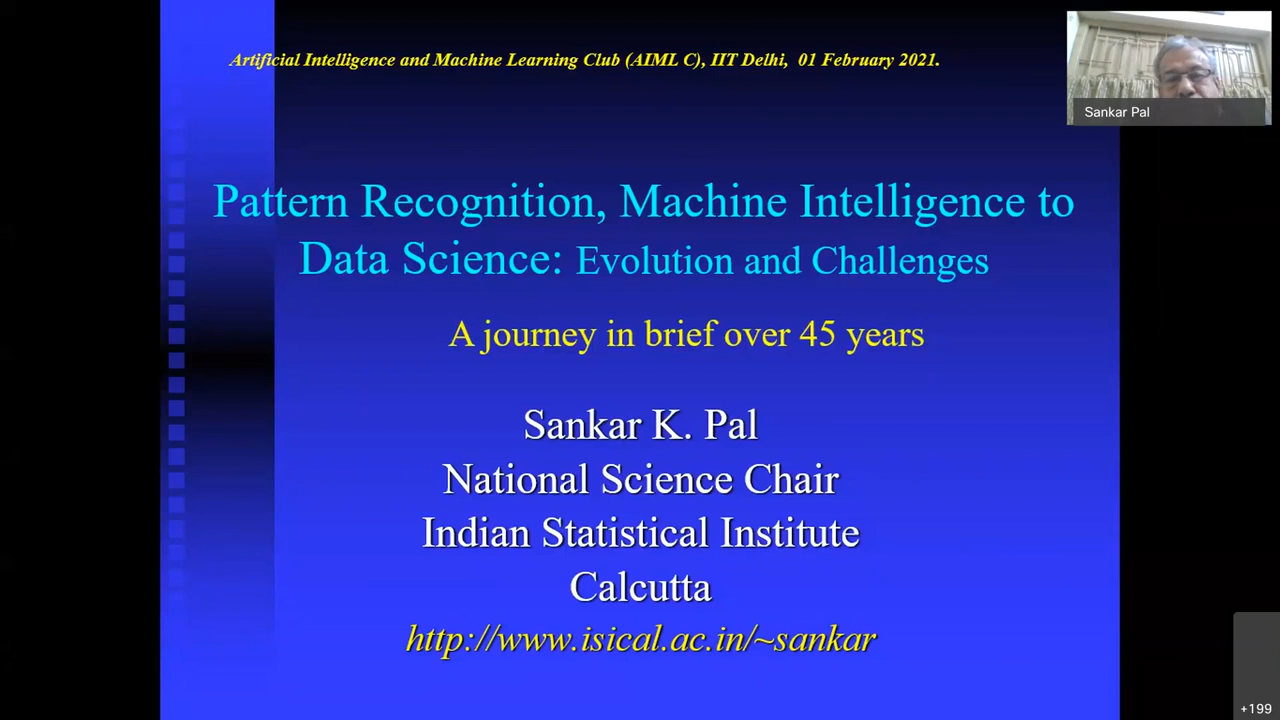 Artificial Intelligence and Machine Learning Club (AIML C), IIT Delhi,  01 February 2021.
Sankar Pal
Pattern Recognition, Machine Intelligence to
Data Science: Evolution and Challenges
A journey in brief over 45 years
Sankar K. Pal
National Science Chair
Indian Statistical Institute
Calcutta
http://www.isical.ac.in/~sankar
+199